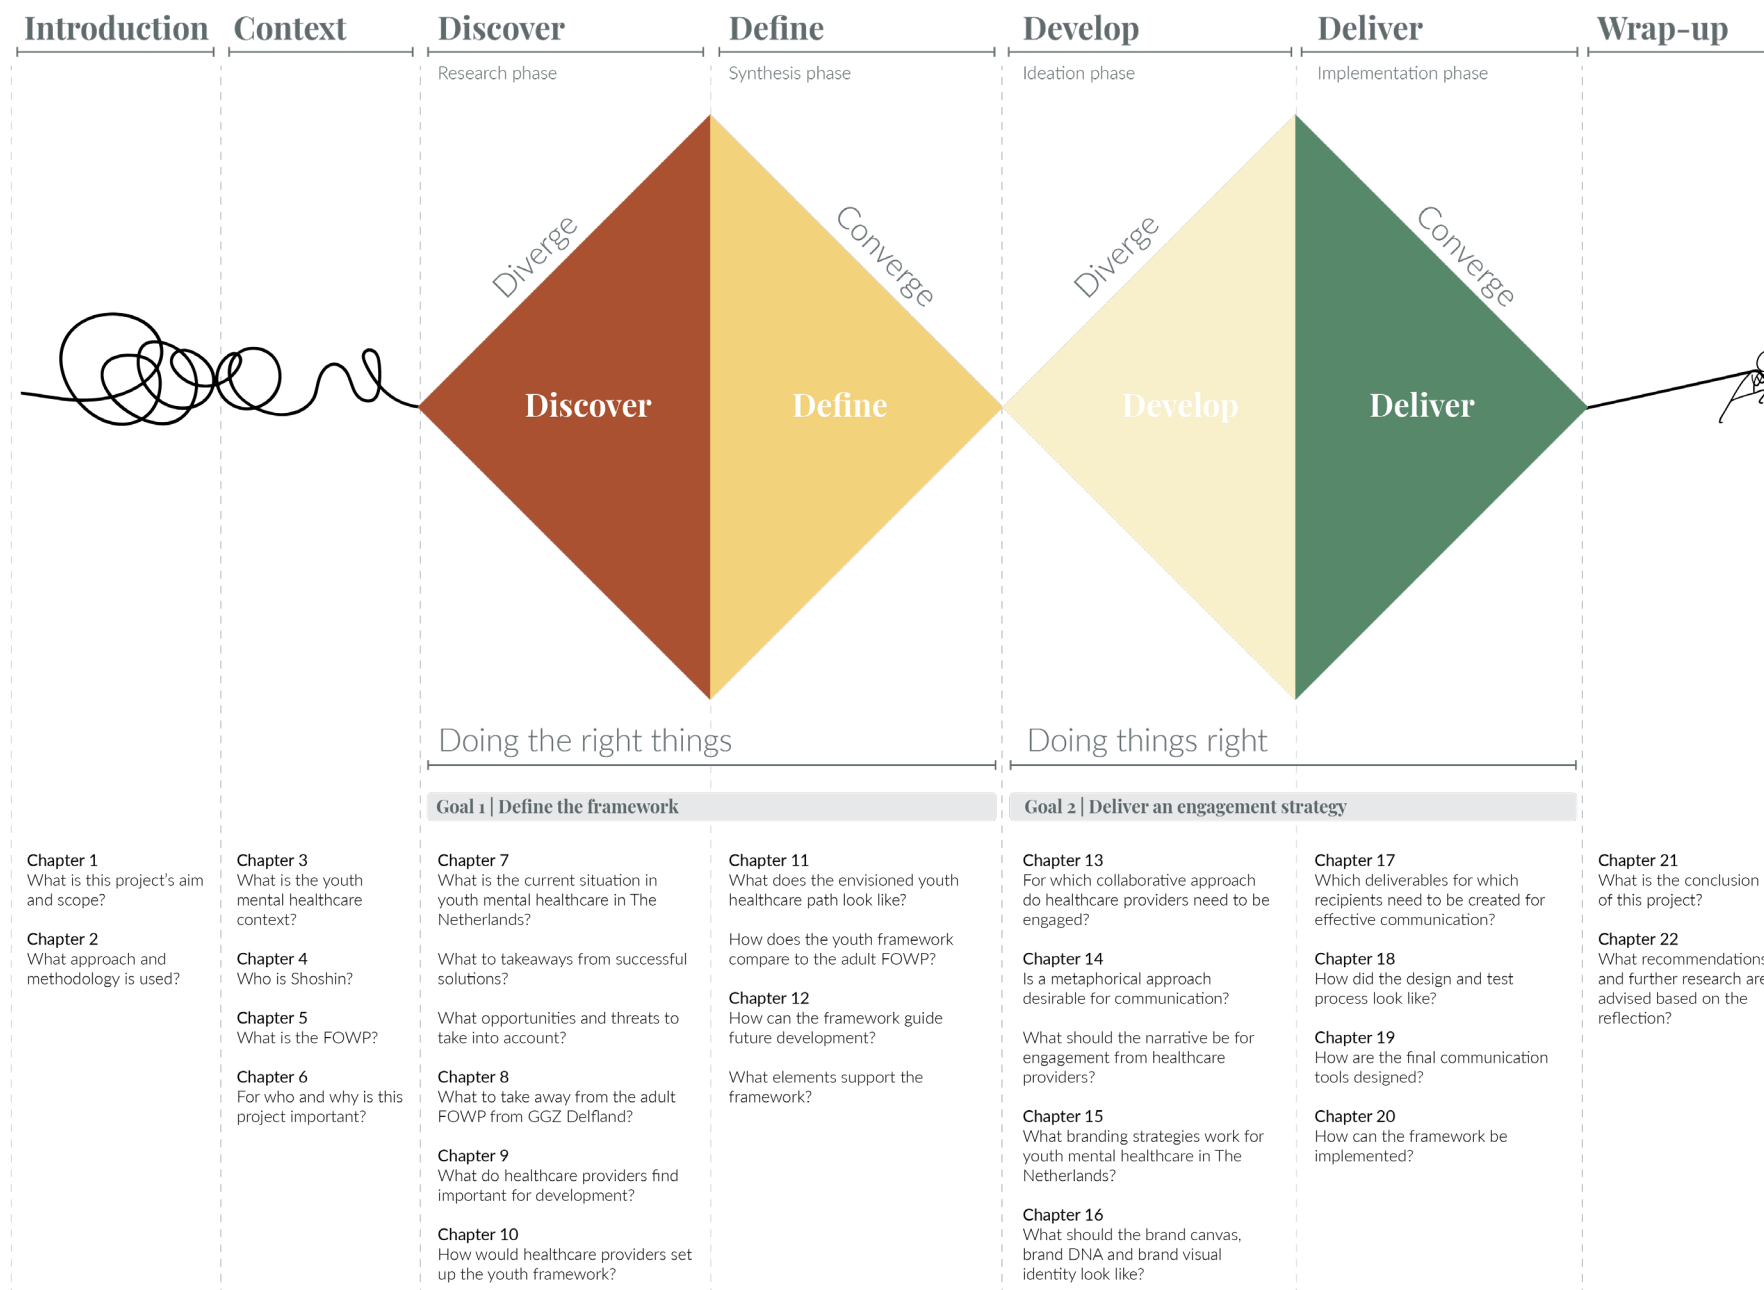 Introduction
Context
Discover
Define
Develop
Deliver
Wrap-up
Research phase
Synthesis phase
Ideation phase
Implementation phase
Diverge
Converge
Diverge
Converge
Discover
Define
Develop
Deliver
Doing the right things
Doing things right
Goal 1 | Define the framework
Goal 2 | Deliver an engagement strategy
Chapter 1
What is this project's aim
and scope?
Chapter 2
What approach and
methodology is used?
Chapter 3
What is the youth
mental healthcare
context?
Chapter 4
Who is Shoshin?
Chapter 5
What is the FOWP?
Chapter 6
For who and why is this
project important?
Chapter 7
What is the current situation in
youth mental healthcare in The
Netherlands?
What to takeaways from successful
solutions?
What opportunities and threats to
take into account?
Chapter 8
What to take away from the adult
FOWP from GGZ Delfland?
Chapter 9
What do healthcare providers find
important for development?
Chapter 10
How would healthcare providers set
up the youth framework?
Chapter 11
What does the envisioned youth
healthcare path look like?
How does the youth framework
compare to the adult FOWP?
Chapter 12
How can the framework guide
future development?
What elements support the
framework?
Chapter 13
For which collaborative approach
do healthcare providers need to be
engaged?
Chapter 14
Is a metaphorical approach
desirable for communication?
What should the narrative be for
engagement from healthcare
providers?
Chapter 15
What branding strategies work for
youth mental healthcare in The
Netherlands?
Chapter 16
What should the brand canvas,
brand DNA and brand visual
identity look like?
Chapter 17
Which deliverables for which
recipients need to be created for
effective communication?
Chapter 18
How did the design and test
process look like?
Chapter 19
How are the final communication
tools designed?
Chapter 20
How can the framework be
implemented?
Chapter 21
What is the conclusion
of this project?
Chapter 22
What recommendations
and further research are
advised based on the
reflection?